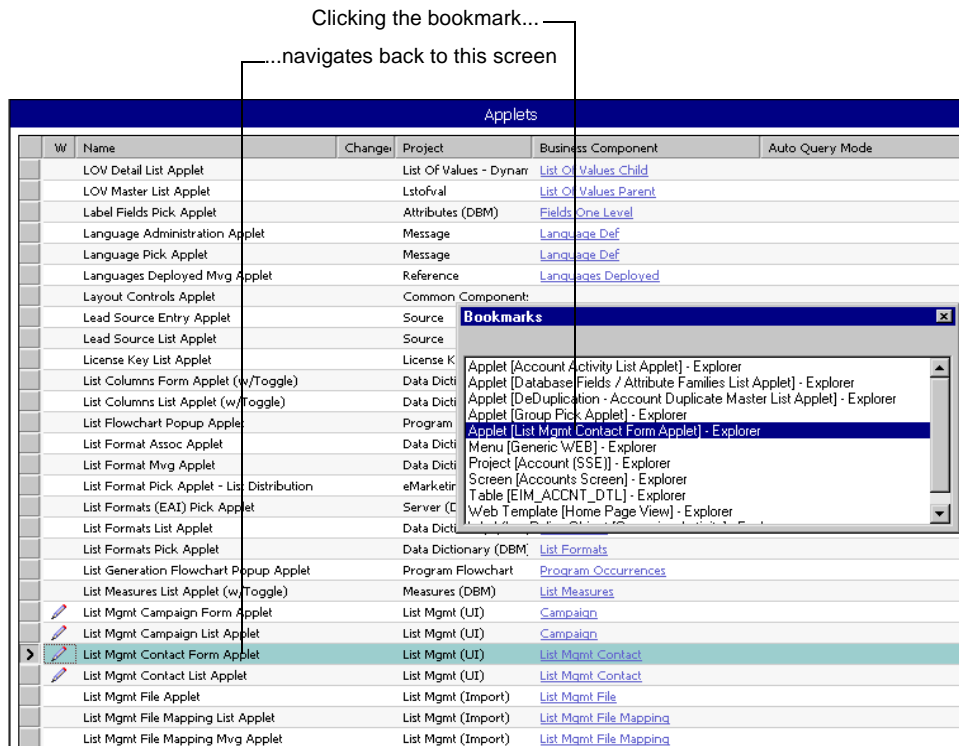 Clicking the bookmark...
...navigates back to this screen
Applets
W Name Change Project Business Component Auto Query Mode
LOV Detail List Applet List Of Values - Dynam List Of Values Child
LOV Master List Applet Lstofval List Of Values Parent
Label Fields Pick Applet Attributes (DBM) Fields One Level
Language Administration Applet Message Language Def
Language Pick Applet Message Language Def
Languages Deployed Mvg Applet Reference Languages Deployed
Layout Controls Applet Common Components
Lead Source Entry Applet Source
Lead Source List Applet Source
License Key List Applet License K
List Columns Form Applet (w/Toggle) Data Dicti
List Columns List Applet (w/Toggle) Data Dicti
List Flowchart Popup Applet Program
List Format Assoc Applet Data Dicti
List Format Mvg Applet Data Dicti
List Format Pick Applet - List Distribution eMarketin
List Formats (EAI) Pick Applet Server (D
List Formats List Applet Data Dicti
List Formats Pick Applet Data Dictionary (DBM) List Formats
List Generation Flowchart Popup Applet Program Flowchart Program Occurrences
List Measures List Applet (w/Toggle) Measures (DBM) List Measures
List Mgmt Campaign Form Applet List Mgmt (UI) Campaign
List Mgmt Campaign List Applet List Mgmt (UI) Campaign
List Mgmt Contact Form Applet List Mgmt (UI) List Mgmt Contact
List Mgmt Contact List Applet List Mgmt (UI) List Mgmt Contact
List Mgmt File Applet List Mgmt (Import) List Mgmt File
List Mgmt File Mapping List Applet List Mgmt (Import) List Mgmt File Mapping
List Mgmt File Mapping Mvg Applet List Mgmt (Import) List Mgmt File Mapping
Bookmarks
Applet [Account Activity List Applet] - Explorer
Applet [Database Fields / Attribute Families List Applet] - Explorer
Applet [DeDuplication - Account Duplicate Master List Applet] - Explorer
Applet [Group Pick Applet] - Explorer
Applet [List Mgmt Contact Form Applet] - Explorer
Menu [Generic WEB] - Explorer
Project [Account (SSE)] - Explorer
Screen [Accounts Screen] - Explorer
Table [EIM_ACCNT_DTL] - Explorer
Web Template [Home Page View] - Explorer